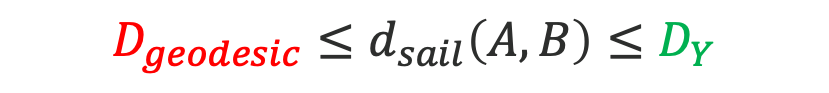 D_geodesic ≤ d_sail(A, B) ≤ D_Y